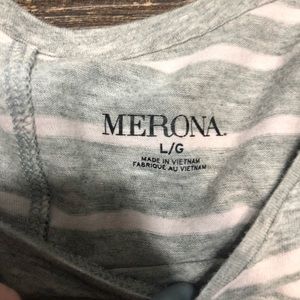 MERONA.
L/G
MADE IN VIETNAM
FABRIQUÉ AU VIETNAM